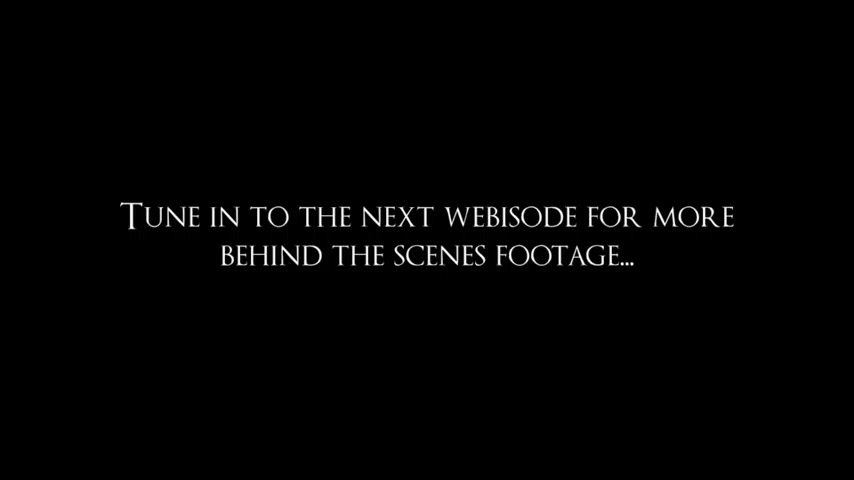 Tune in to the next webisode for more
behind the scenes footage...